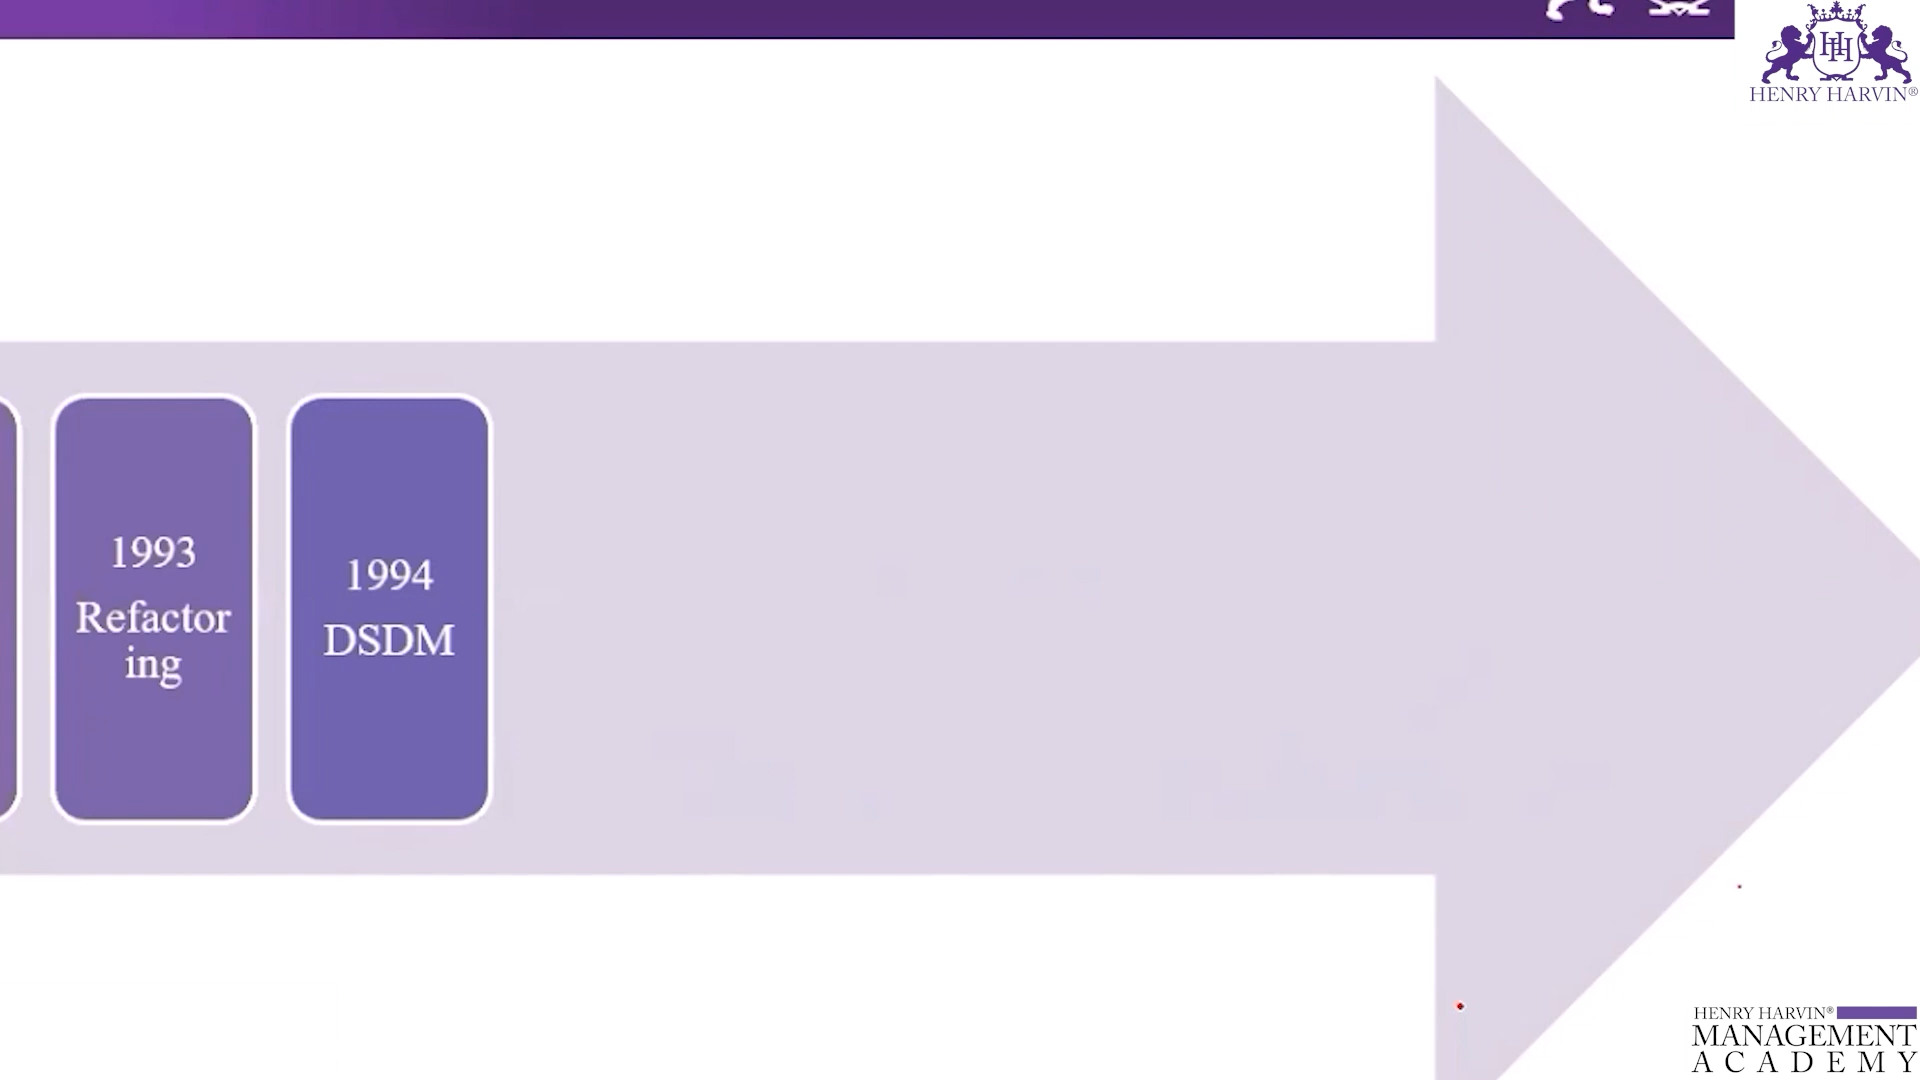 HENRY HARVIN®
1993
Refactor
ing
1994
DSDM
HENRY HARVIN®
MANAGEMENT
ACADEMY